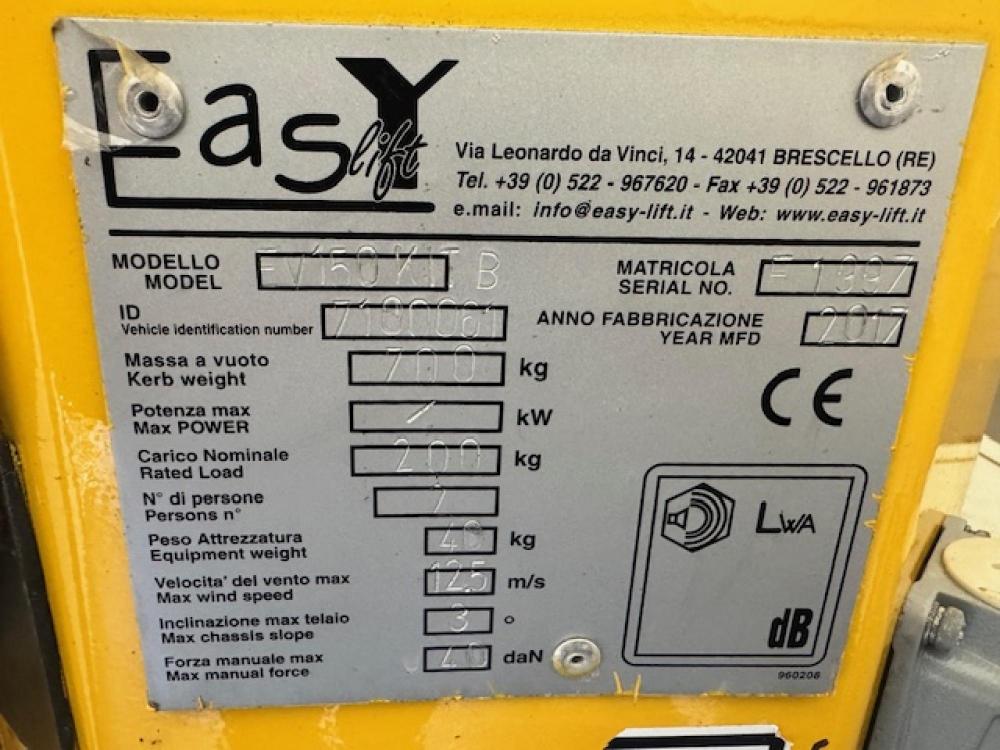 Easy lift
Via Leonardo da Vinci, 14 - 42041 BRESCELLO (RE)
Tel. +39 (0) 522 - 967620 - Fax +39 (0) 522 - 961873
e.mail: info@easy-lift.it - Web: www.easy-lift.it
MODELLO
MODEL
V150 KIT B
MATRICOLA
SERIAL NO.
F 1997
ID
Vehicle identification number
7100061
ANNO FABBRICAZIONE
YEAR MFD
2017
Massa a vuoto
Kerb weight
700 kg
CE
Potenza max
Max POWER
/ kW
Carico Nominale
Rated Load
200 kg
N° di persone
Persons n°
Peso Attrezzatura
Equipment weight
40 kg
LWA
Velocita' del vento max
Max wind speed
12.5 m/s
Inclinazione max telaio
Max chassis slope
3 °
dB
Forza manuale max
Max manual force
40 daN
960206